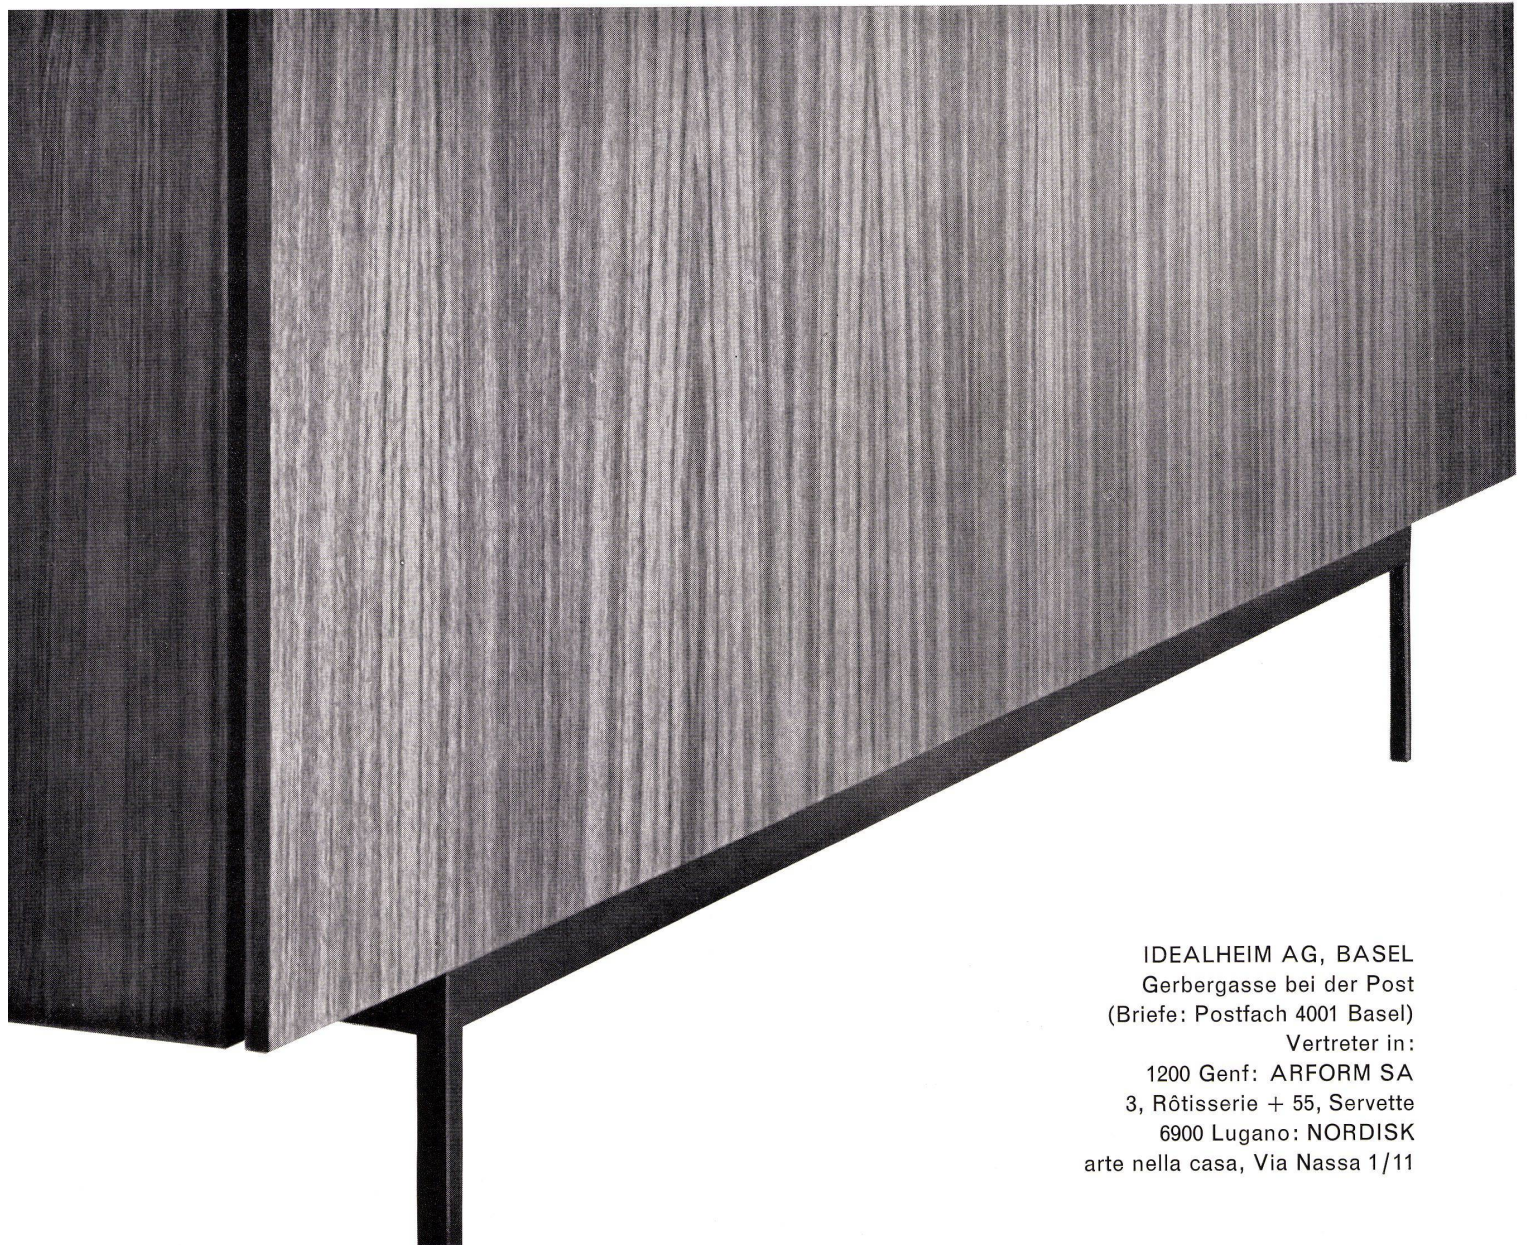 IDEALHEIM AG, BASEL
Gerbergasse bei der Post
(Briefe: Postfach 4001 Basel)
Vertreter in:
1200 Genf: ARFORM SA
3, Rôtisserie + 55, Servette
6900 Lugano: NORDISK
arte nella casa, Via Nassa 1/11